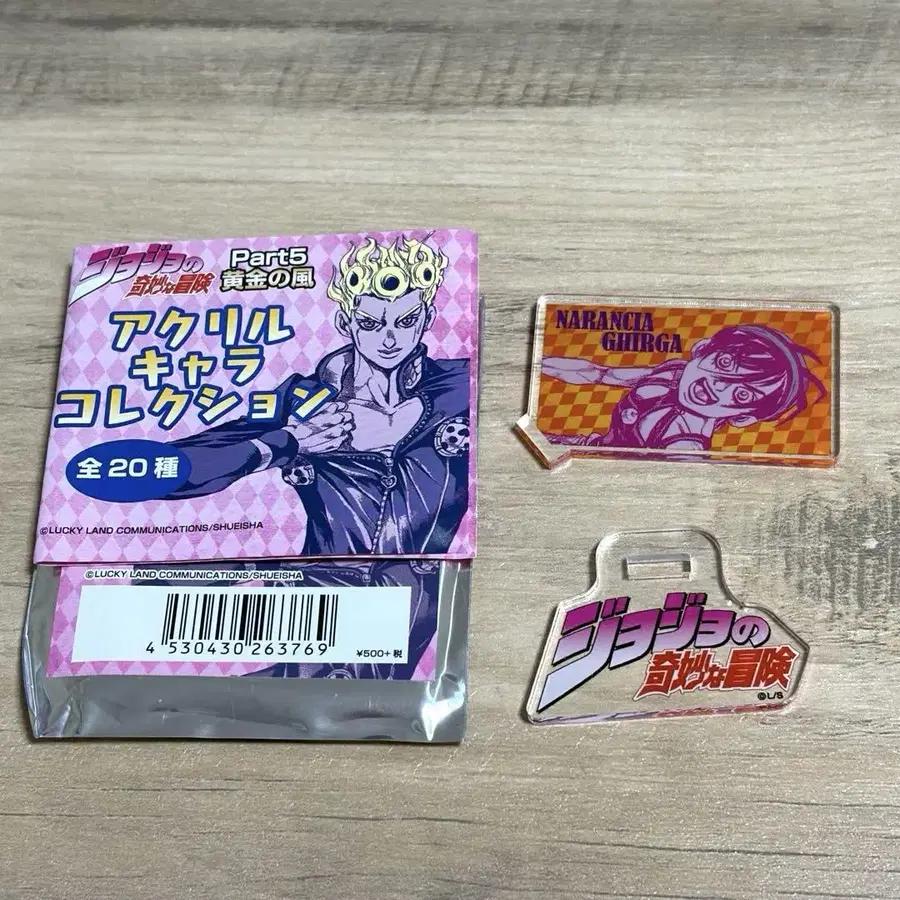 ジョジョの
奇妙な冒険
Part5
黄金の風
アクリル
キャラ
コレクション
全20種
©LUCKY LAND COMMUNICATIONS/SHUEISHA
©LUCKY LAND COMMUNICATIONS/SHUEISHA
4 530430 263769
¥500+税
NARANCIA
GHIRGA
ジョジョの
奇妙な冒険
©L/S